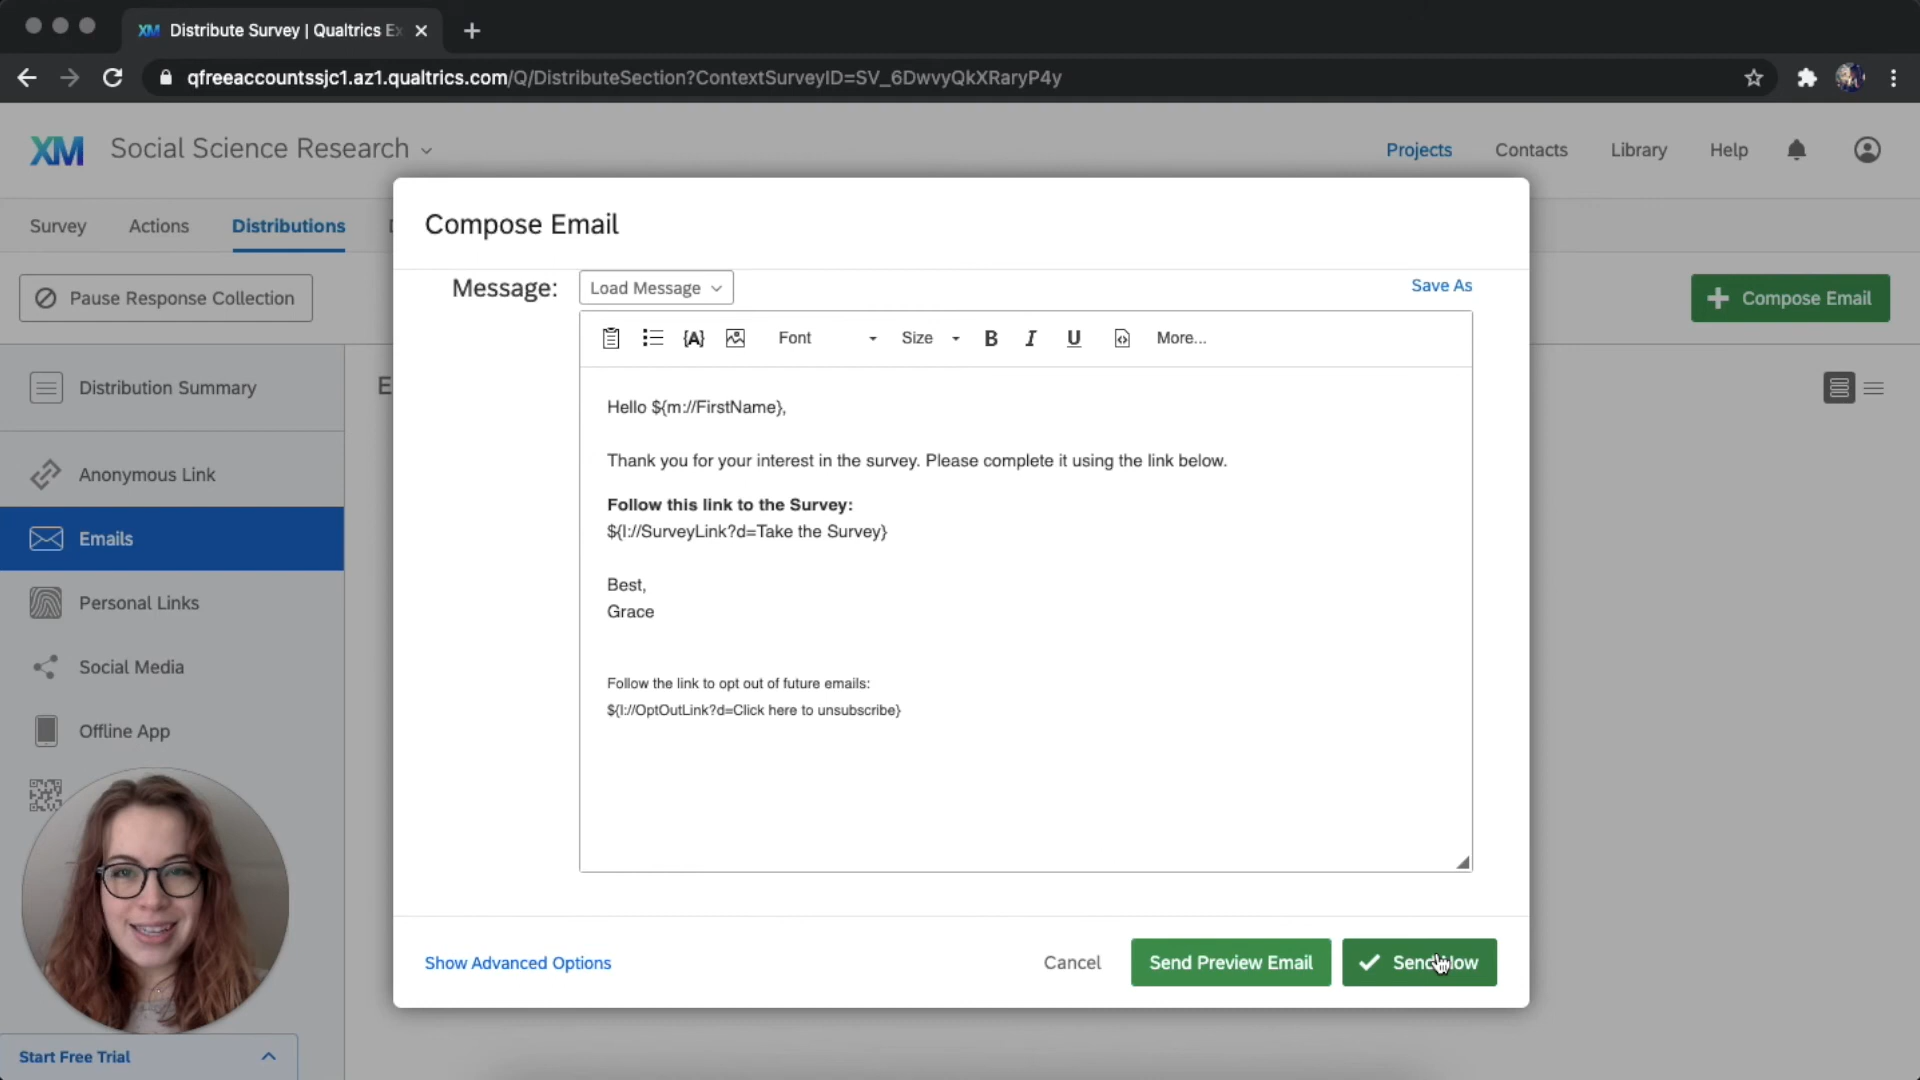 Distribute Survey | Qualtrics Ex
qfreeaccountssjc1.az1.qualtrics.com/Q/DistributeSection?ContextSurveyID=SV_6DwvyQkXRaryP4y
XM Social Science Research
Projects Contacts Library Help
Survey Actions Distributions
Pause Response Collection
Compose Email
Distribution Summary
Anonymous Link
Emails
Personal Links
Social Media
Offline App
Start Free Trial
Compose Email
Message: Load Message Save As
{A} Font Size B I U More...
Hello ${m://FirstName},
Thank you for your interest in the survey. Please complete it using the link below.
Follow this link to the Survey:
${l://SurveyLink?d=Take the Survey}
Best,
Grace
Follow the link to opt out of future emails:
${l://OptOutLink?d=Click here to unsubscribe}
Show Advanced Options Cancel Send Preview Email Send Now